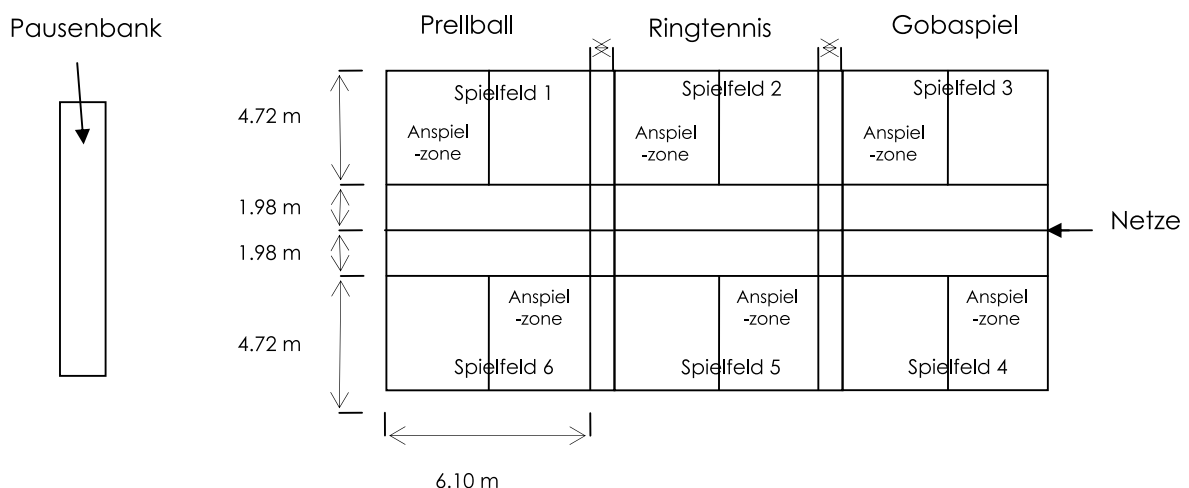 Pausenbank
Prellball
Ringtennis
Gobaspiel
4.72 m
Spielfeld 1
Spielfeld 2
Spielfeld 3
Anspiel
-zone
Anspiel
-zone
Anspiel
-zone
1.98 m
Netze
1.98 m
Anspiel
-zone
Anspiel
-zone
Anspiel
-zone
4.72 m
Spielfeld 6
Spielfeld 5
Spielfeld 4
6.10 m